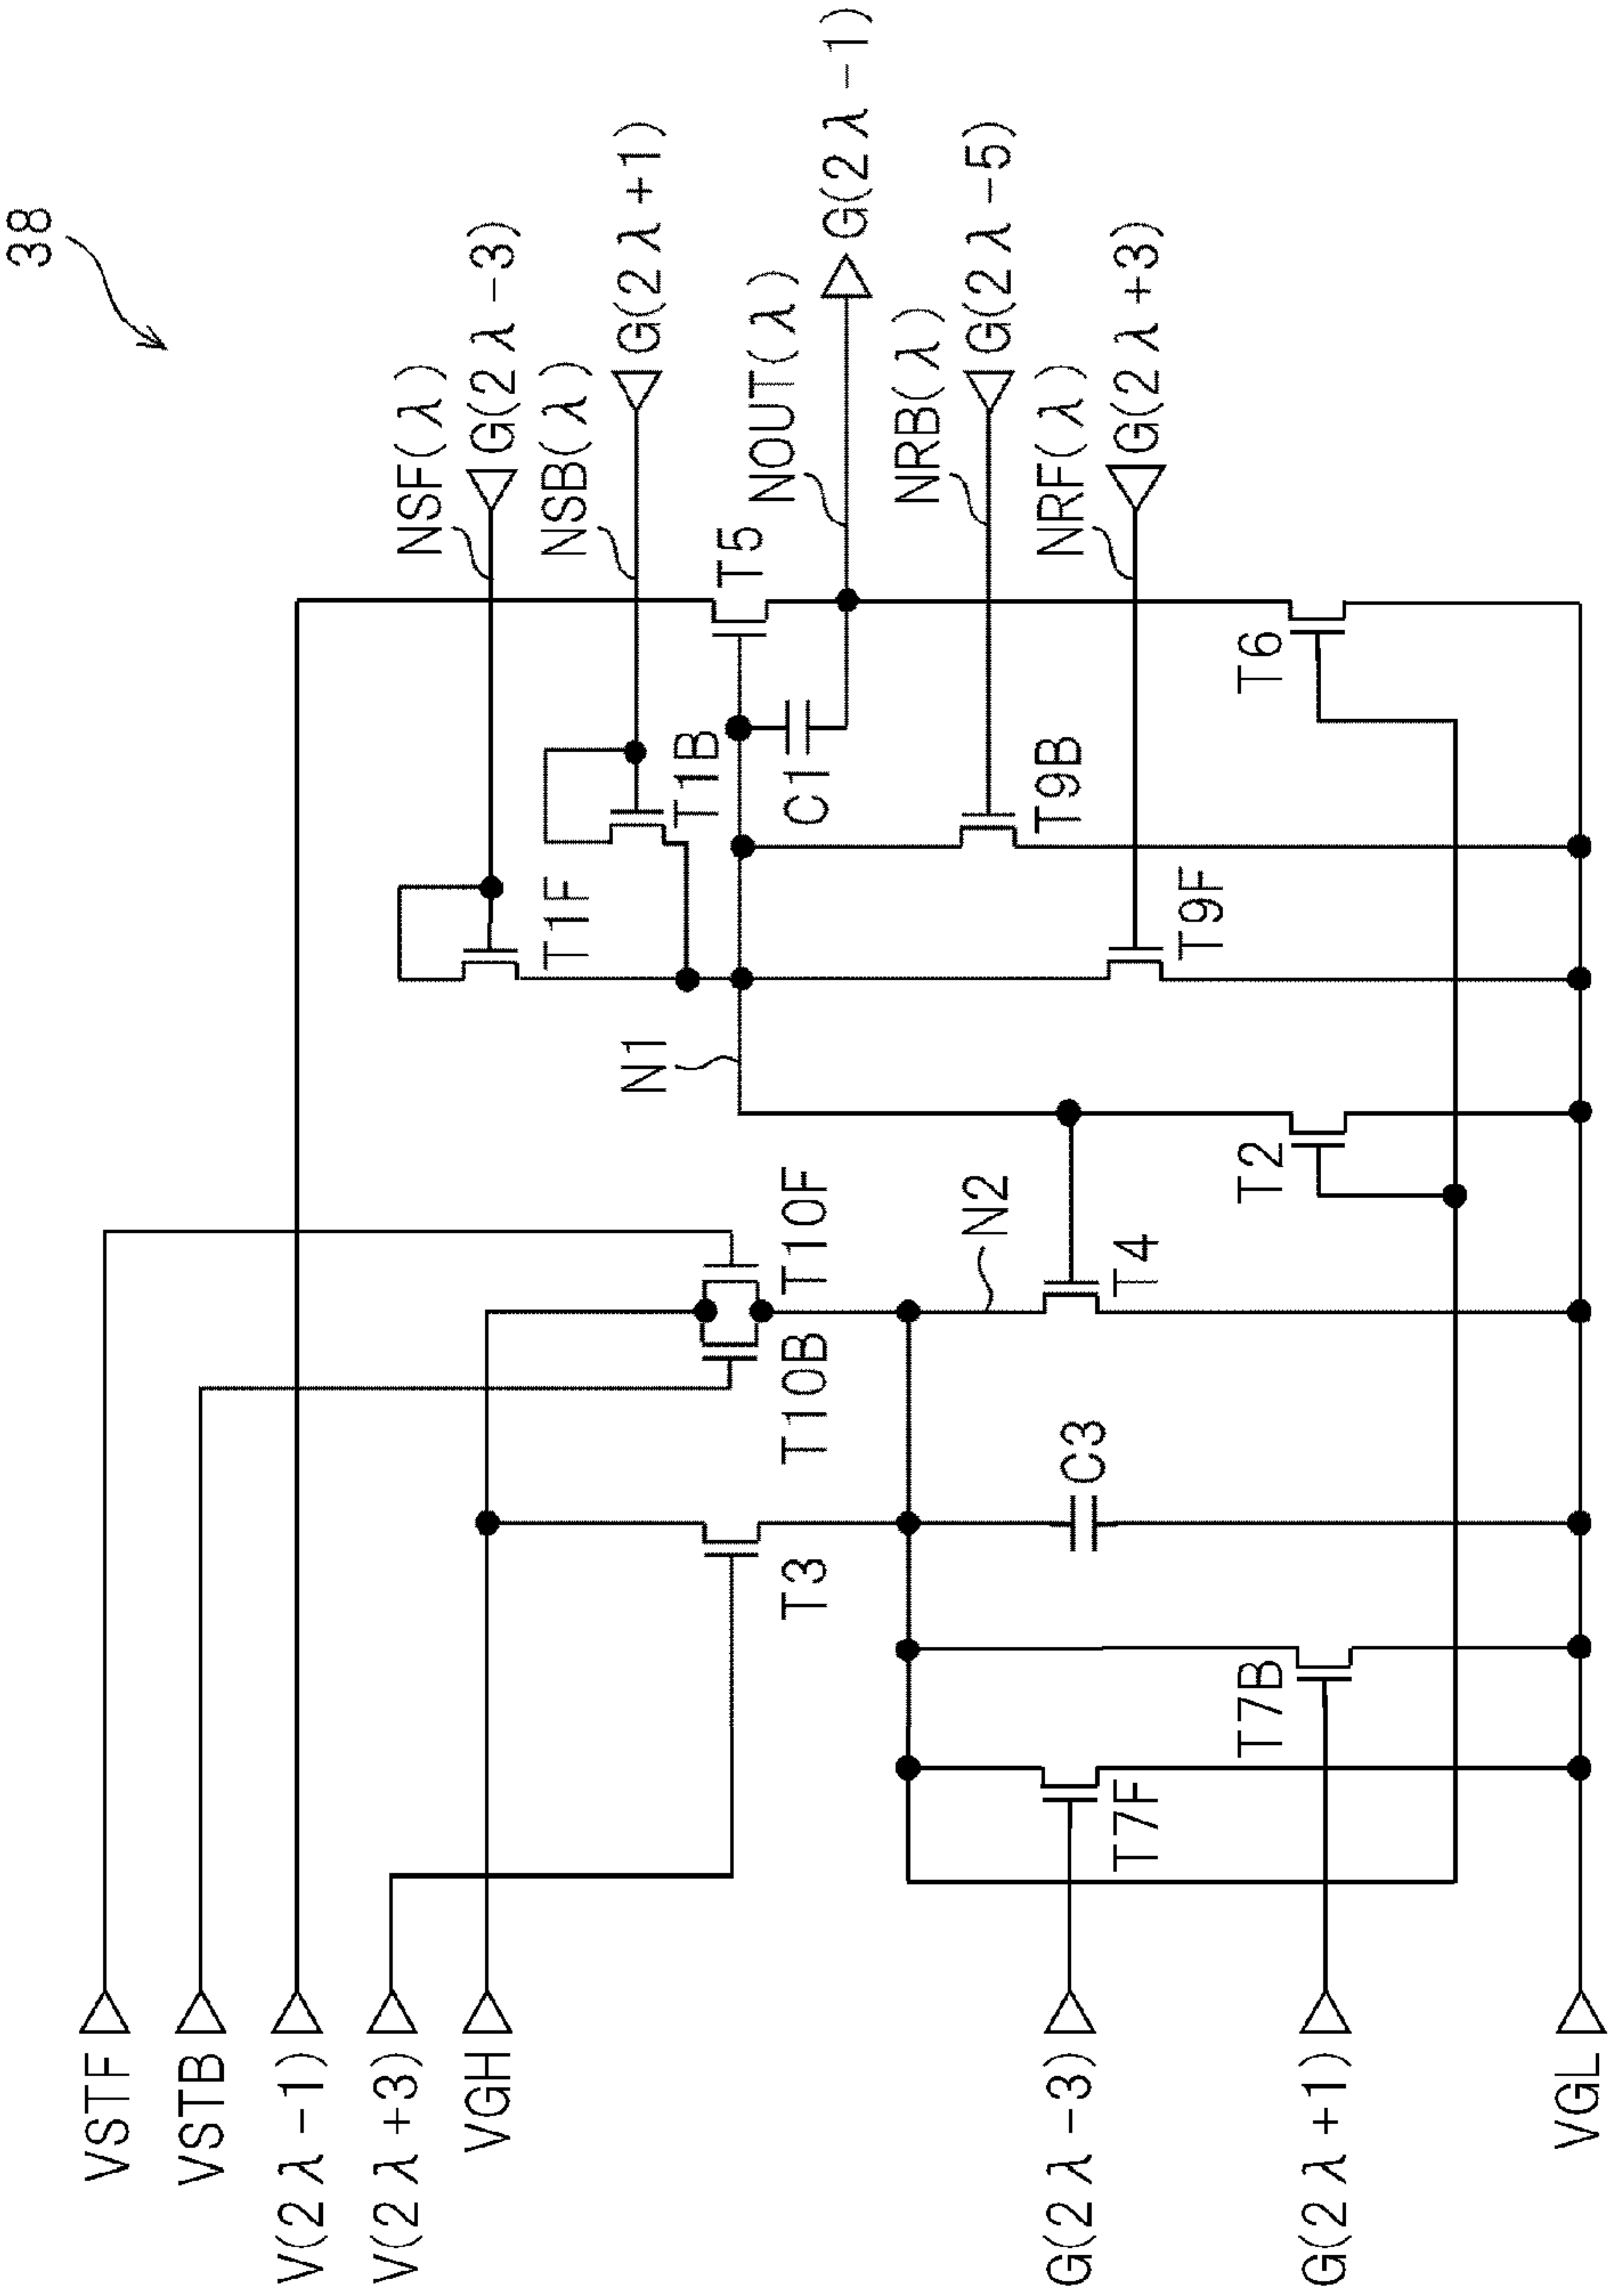 38
VSTF
VSTB
V(2λ-1)
V(2λ+3)
VGH
G(2λ-3)
G(2λ+1)
VGL
T10F
T10B
T3
N2
T4
C3
T7B
T7F
N1
T2
T1F
T1B
C1
T5
T9B
T9F
T6
NSF(λ)
G(2λ-3)
NSB(λ)
G(2λ+1)
NOUT(λ)
G(2λ-1)
NRB(λ)
G(2λ-5)
NRF(λ)
G(2λ+3)